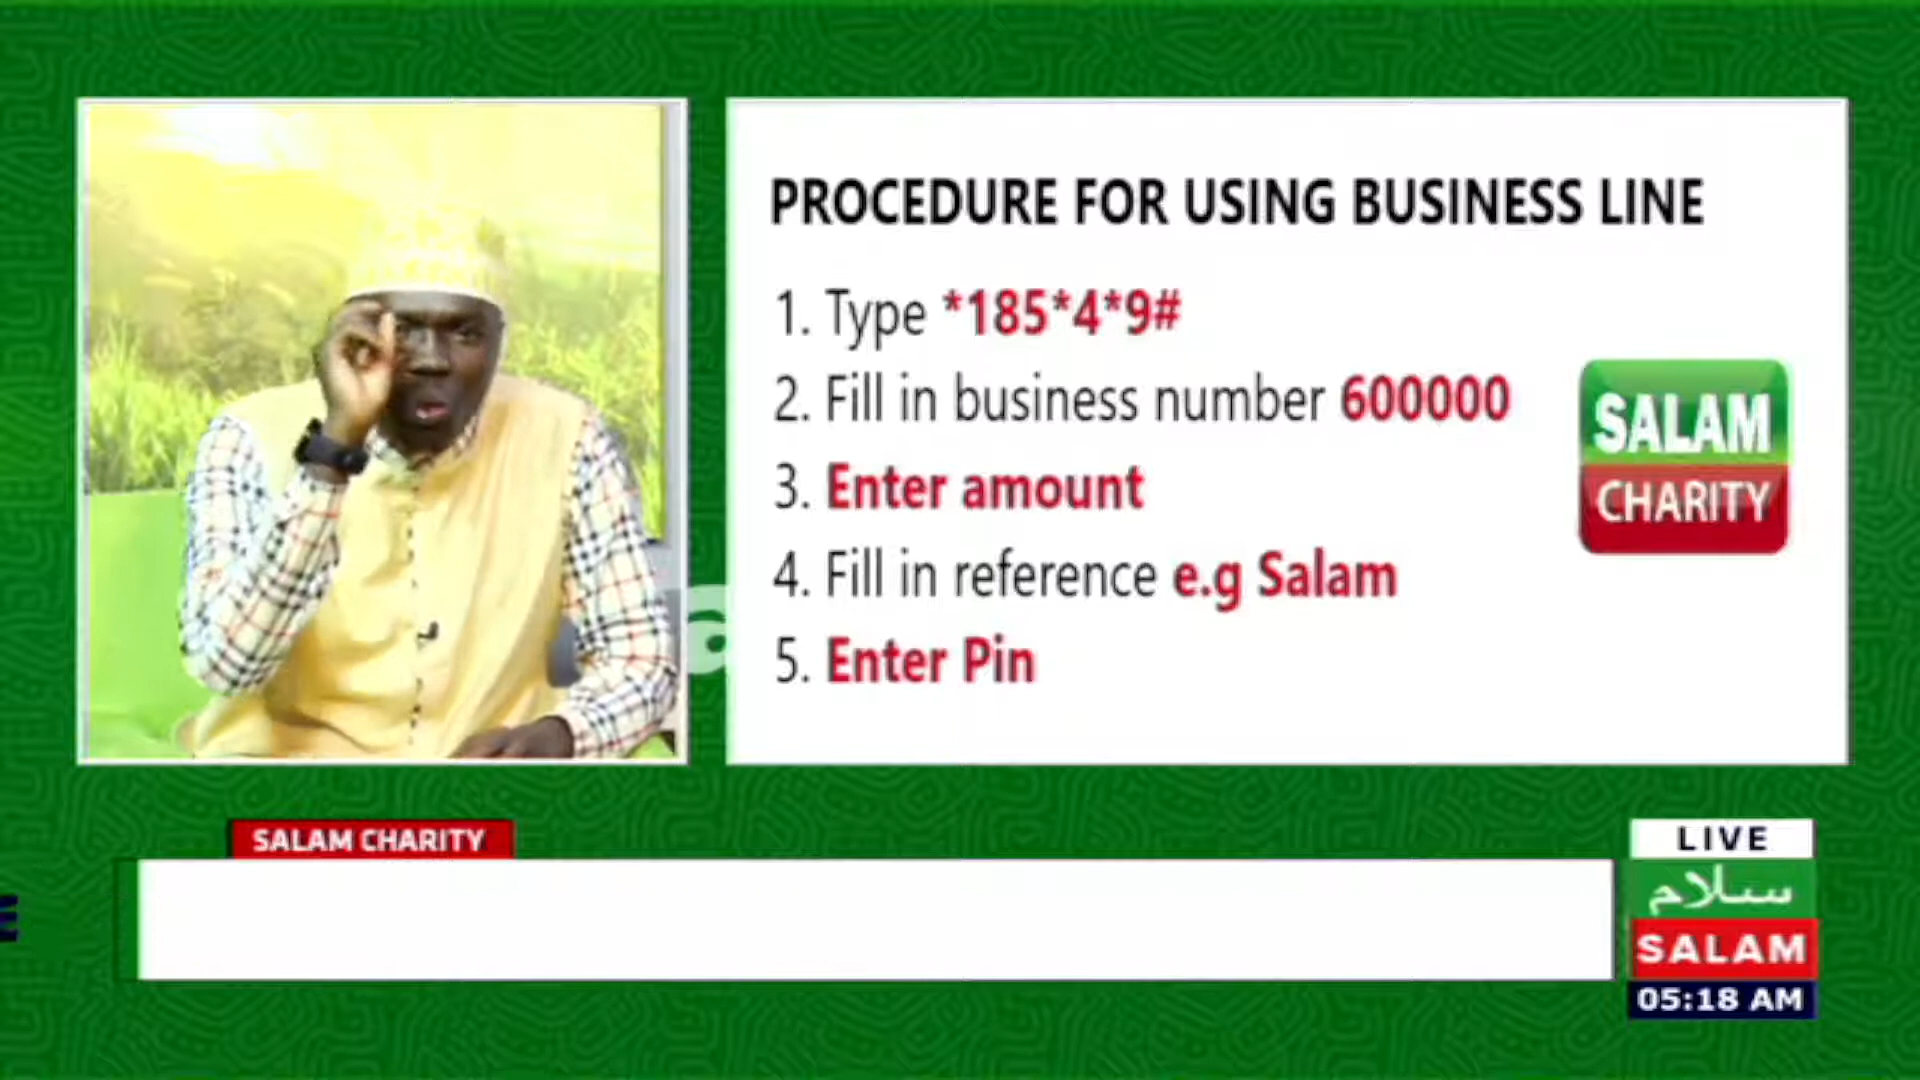 PROCEDURE FOR USING BUSINESS LINE
1. Type *185*4*9#
2. Fill in business number 600000
3. Enter amount
4. Fill in reference e.g Salam
5. Enter Pin
SALAM
CHARITY
SALAM CHARITY
LIVE
سلام
SALAM
05:18 AM